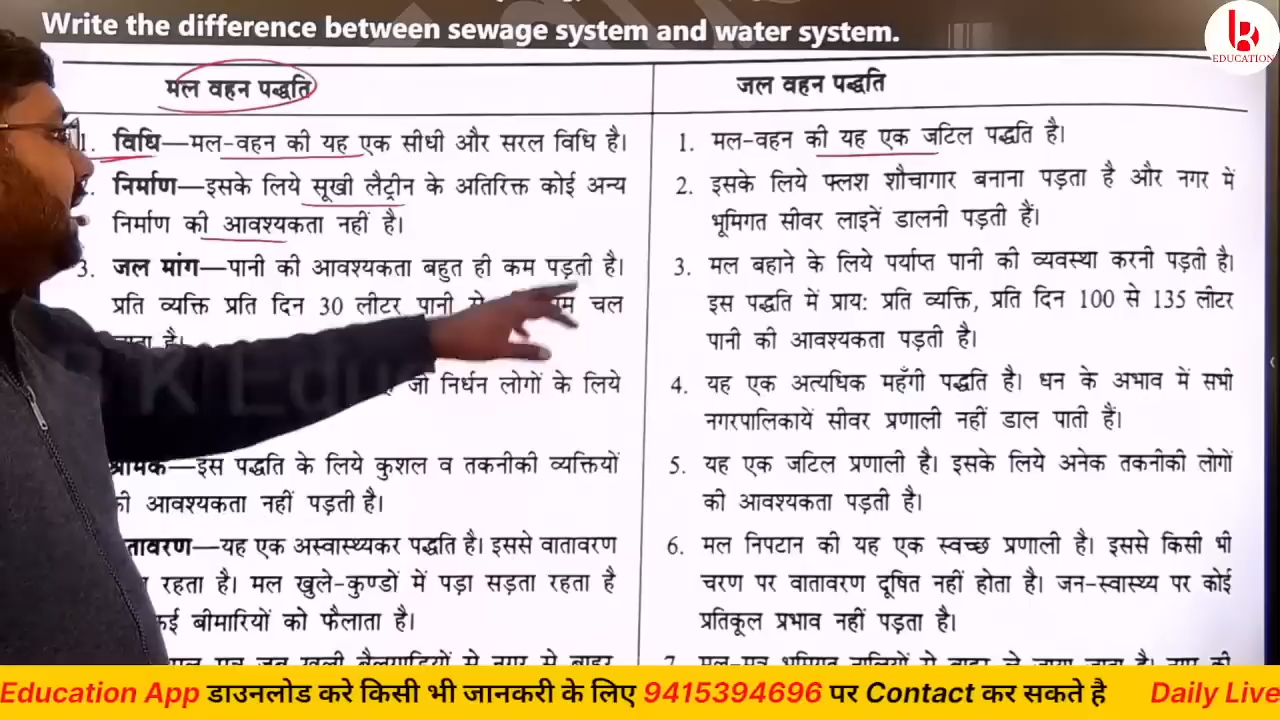 Write the difference between sewage system and water system.
EDUCATION
मल वहन पद्धति
जल वहन पद्धति
1. विधि—मल-वहन की यह एक सीधी और सरल विधि है।
1. मल-वहन की यह एक जटिल पद्धति है।
निर्माण—इसके लिये सूखी लैट्रीन के अतिरिक्त कोई अन्य
निर्माण की आवश्यकता नहीं है।
2. इसके लिये फ्लश शौचागार बनाना पड़ता है और नगर में
भूमिगत सीवर लाइनें डालनी पड़ती हैं।
3. जल मांग—पानी की आवश्यकता बहुत ही कम पड़ती है।
प्रति व्यक्ति प्रति दिन 30 लीटर पानी चल
है।
3. मल बहाने के लिये पर्याप्त पानी की व्यवस्था करनी पड़ती है।
इस पद्धति में प्राय: प्रति व्यक्ति, प्रति दिन 100 से 135 लीटर
पानी की आवश्यकता पड़ती है।
जो निर्धन लोगों के लिये
4. यह एक अत्यधिक महँगी पद्धति है। धन के अभाव में सभी
नगरपालिकायें सीवर प्रणाली नहीं डाल पाती हैं।
—इस पद्धति के लिये कुशल व तकनीकी व्यक्तियों
की आवश्यकता नहीं पड़ती है।
5. यह एक जटिल प्रणाली है। इसके लिये अनेक तकनीकी लोगों
की आवश्यकता पड़ती है।
—यह एक अस्वास्थ्यकर पद्धति है। इससे वातावरण
रहता है। मल खुले-कुण्डों में पड़ा सड़ता रहता है
कई बीमारियों को फैलाता है।
6. मल निपटान की यह एक स्वच्छ प्रणाली है। इससे किसी भी
चरण पर वातावरण दूषित नहीं होता है। जन-स्वास्थ्य पर कोई
प्रतिकूल प्रभाव नहीं पड़ता है।
Education App डाउनलोड करे किसी भी जानकरी के लिए 9415394696 पर Contact कर सकते है Daily Live